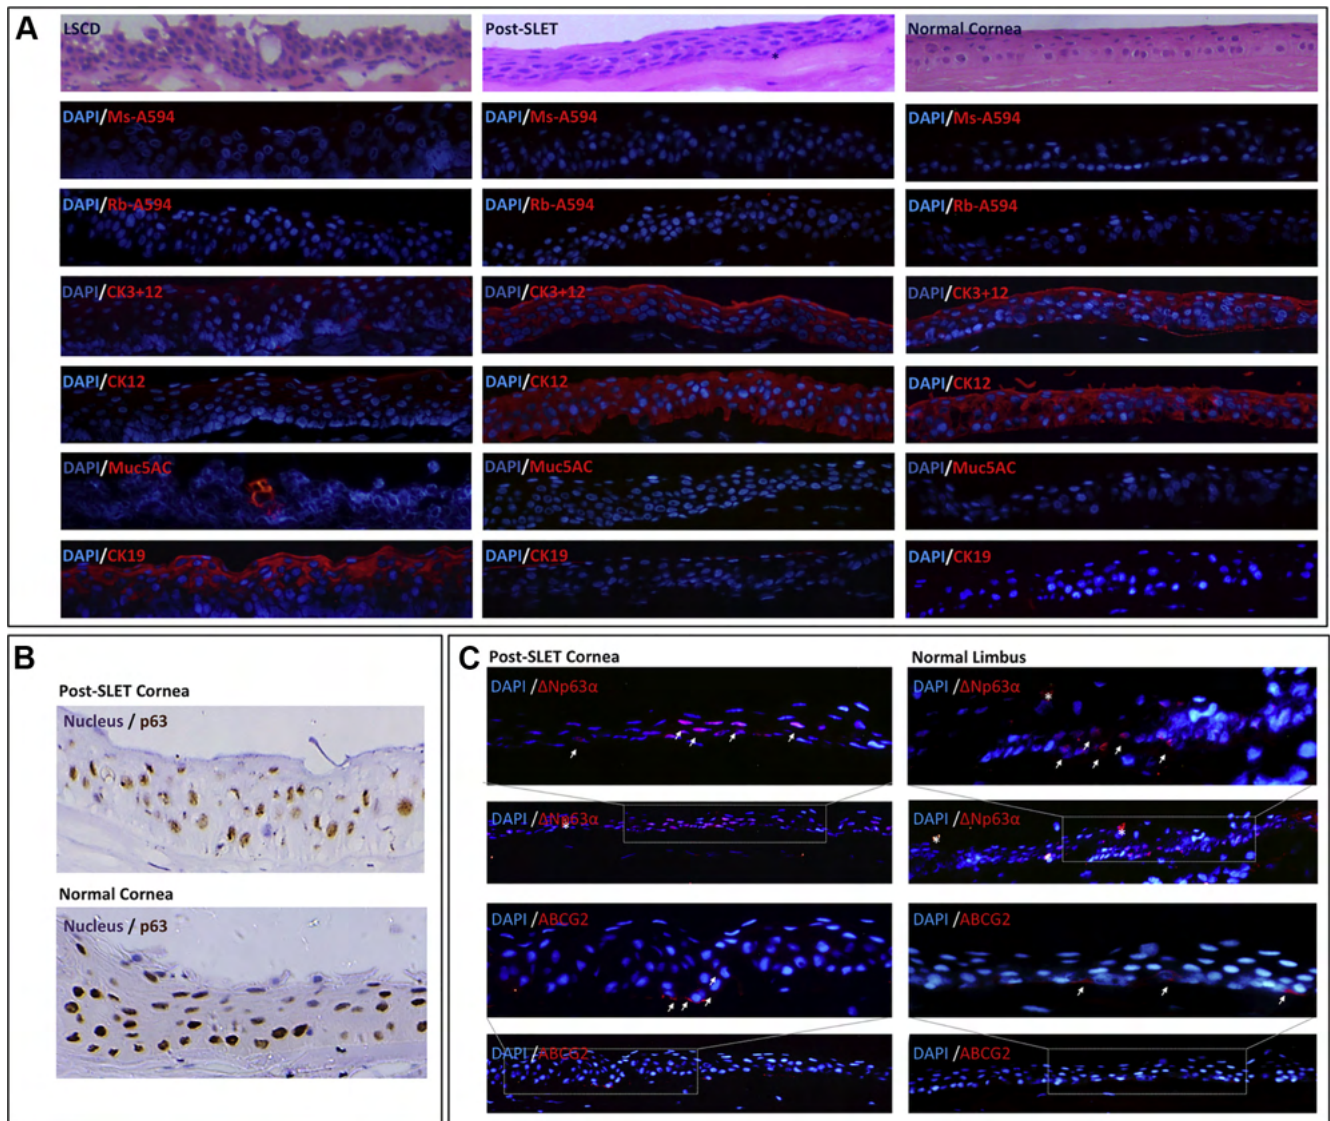 A
LSCD
Post-SLET
Normal Cornea
*
DAPI/Ms-A594
DAPI/Ms-A594
DAPI/Ms-A594
DAPI/Rb-A594
DAPI/Rb-A594
DAPI/Rb-A594
DAPI/CK3+12
DAPI/CK3+12
DAPI/CK3+12
DAPI/CK12
DAPI/CK12
DAPI/CK12
DAPI/Muc5AC
DAPI/Muc5AC
DAPI/Muc5AC
DAPI/CK19
DAPI/CK19
DAPI/CK19
B
Post-SLET Cornea
Nucleus / p63
Normal Cornea
Nucleus / p63
C
Post-SLET Cornea
Normal Limbus
DAPI /ΔNp63α
DAPI /ΔNp63α
*
DAPI /ΔNp63α
*
DAPI /ΔNp63α
* * *
DAPI /ABCG2
DAPI /ABCG2
DAPI /ABCG2
DAPI /ABCG2